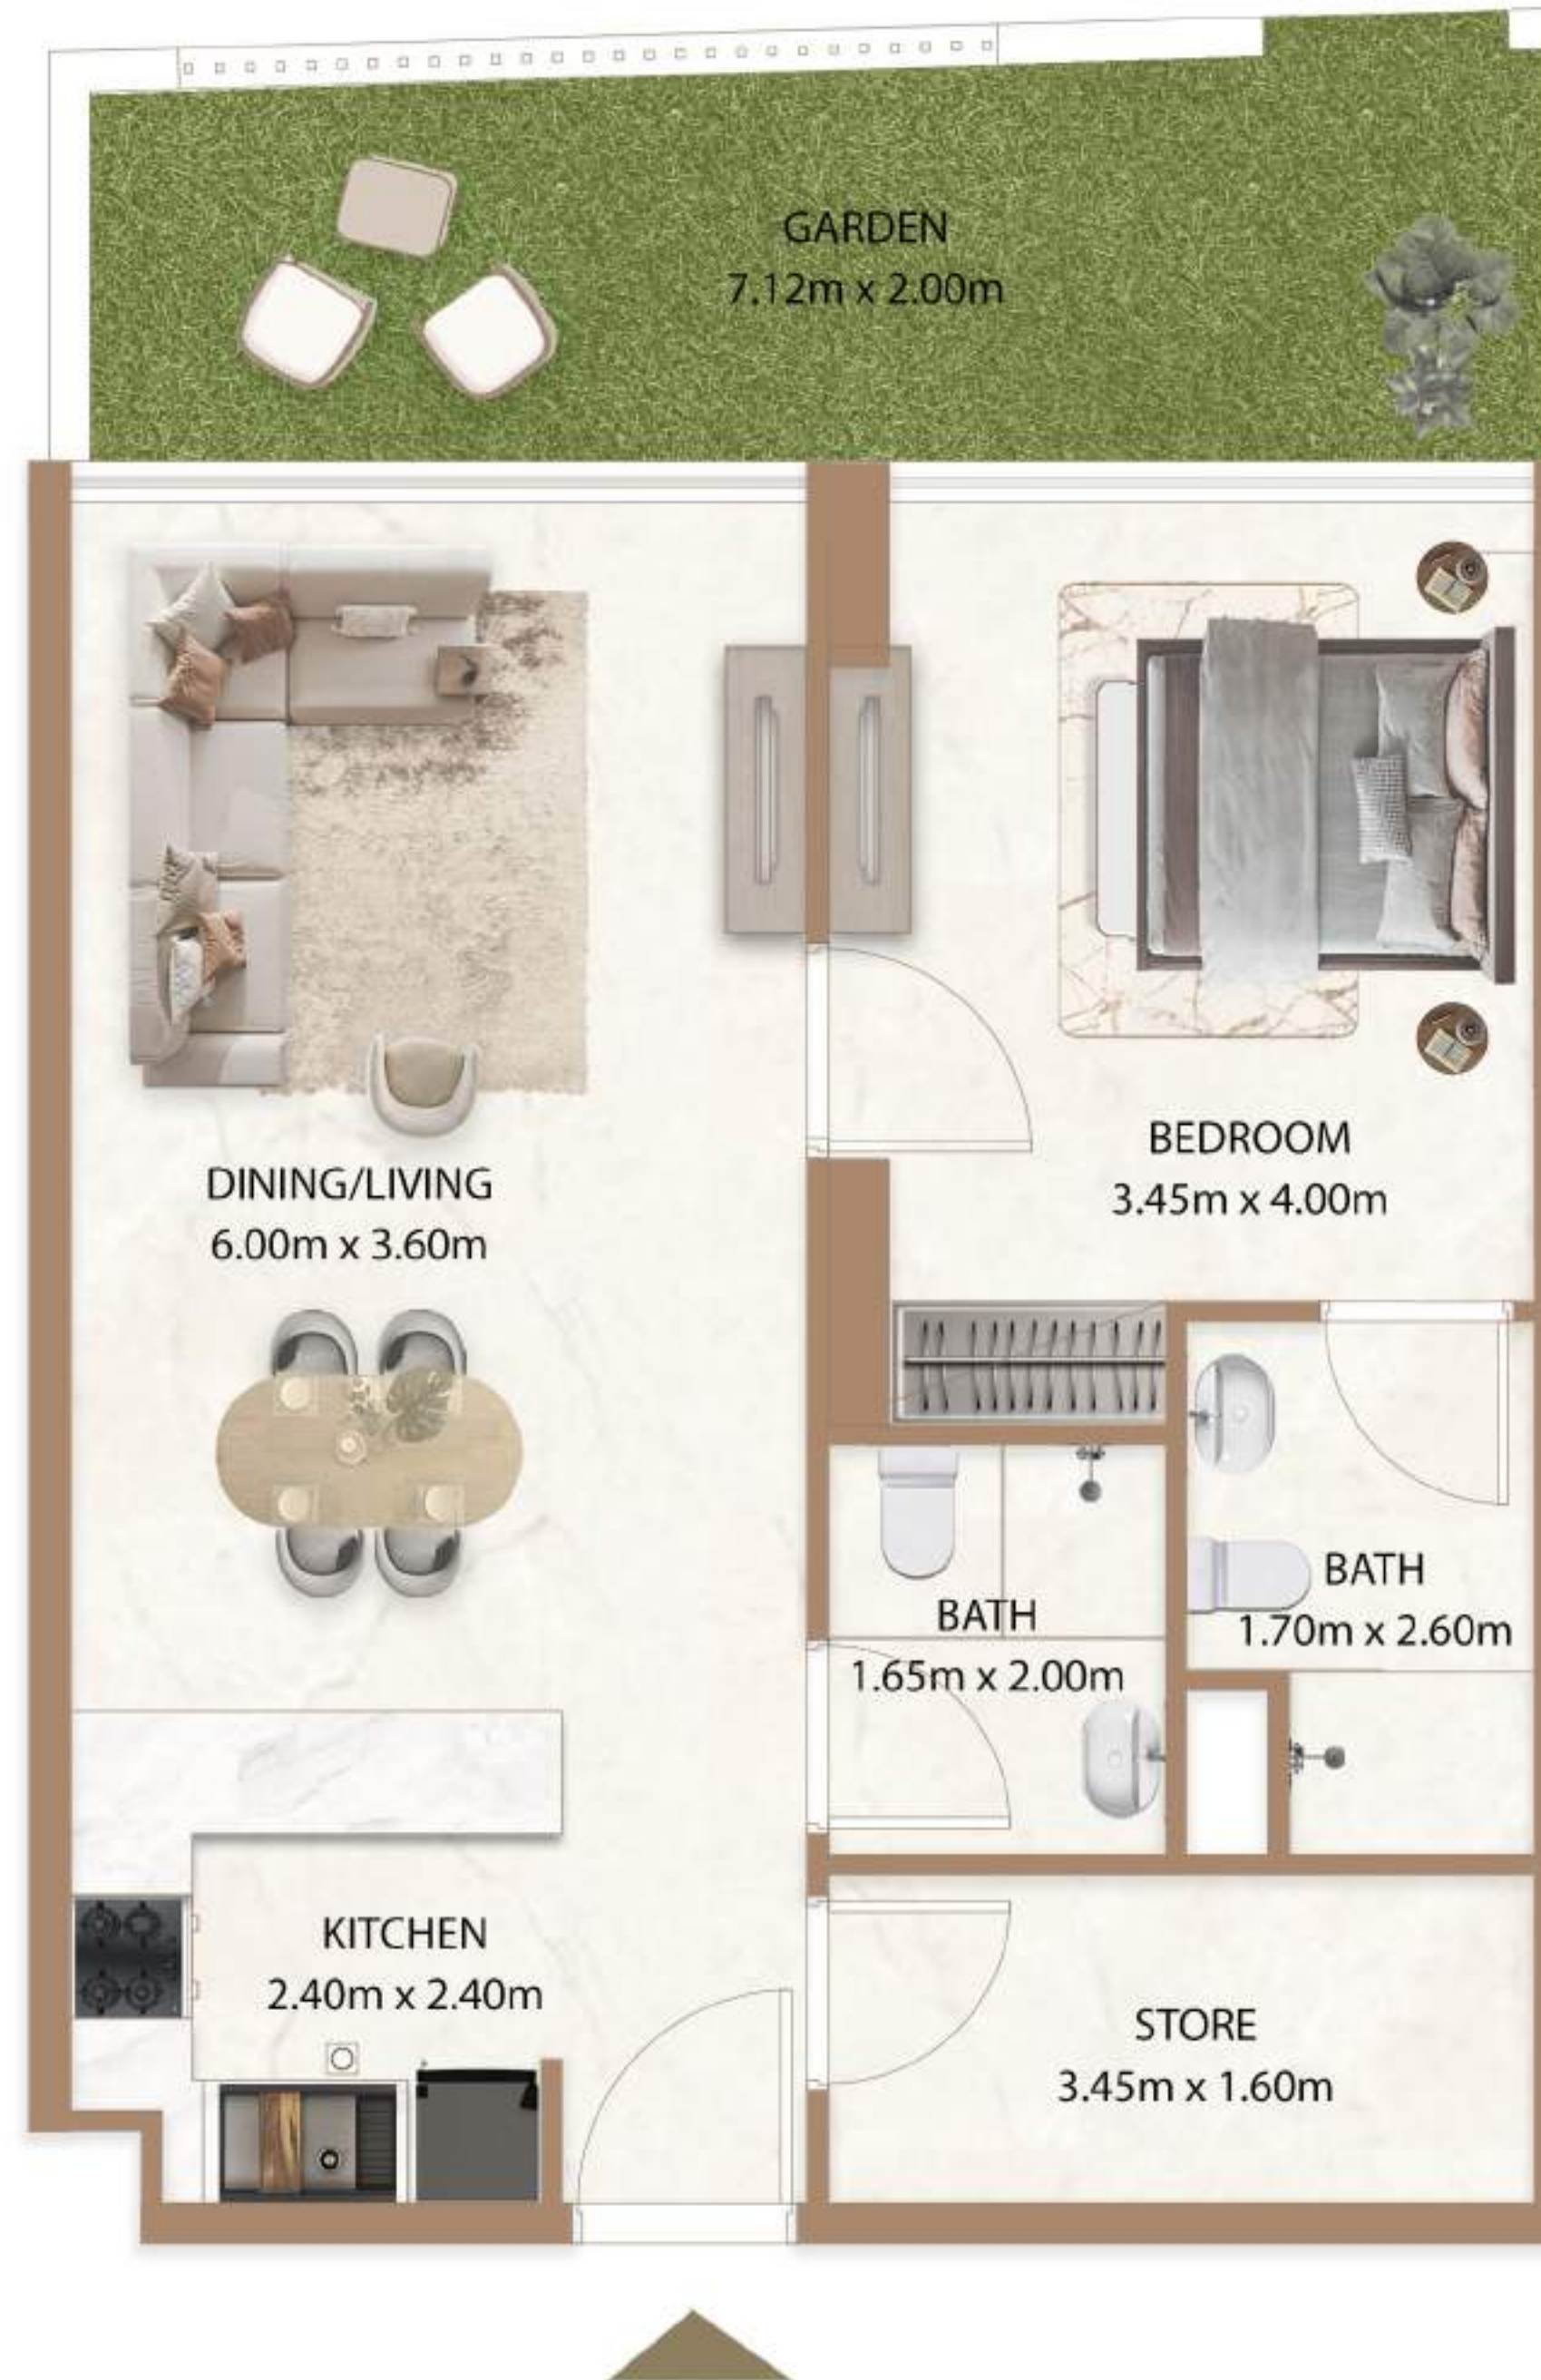 GARDEN
7.12m x 2.00m
DINING/LIVING
6.00m x 3.60m
BEDROOM
3.45m x 4.00m
BATH
1.65m x 2.00m
BATH
1.70m x 2.60m
KITCHEN
2.40m x 2.40m
STORE
3.45m x 1.60m